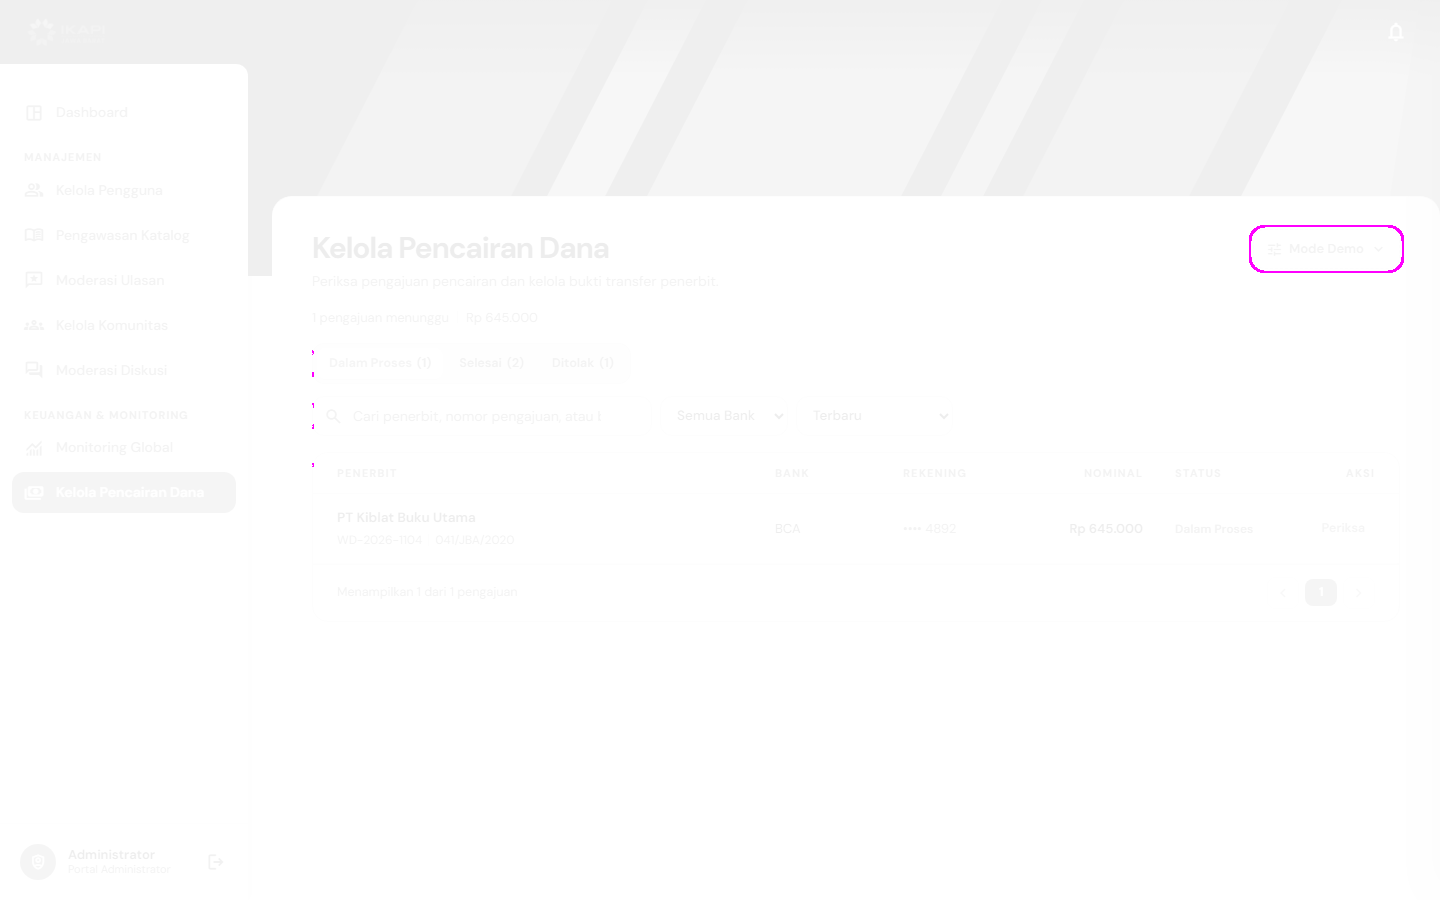 Dashboard
MANAJEMEN
Kelola Pengguna
Pengawasan Katalog
Moderasi Ulasan
Kelola Komunitas
Moderasi Diskusi
KEUANGAN & MONITORING
Monitoring Global
Kelola Pencairan Dana
Administrator
Portal Administrator
Kelola Pencairan Dana
Mode Demo
Periksa pengajuan pencairan dan kelola bukti transfer penerbit.
1 pengajuan menunggu Rp 645.000
Dalam Proses (1) Selesai (2) Ditolak (1)
Cari penerbit, nomor pengajuan, atau l Semua Bank Terbaru
PENERBIT BANK REKENING NOMINAL STATUS AKSI
PT Kiblat Buku Utama BCA •••• 4892 Rp 645.000 Dalam Proses Periksa
WD-2026-1104 · 041/JBA/2020
Menampilkan 1 dari 1 pengajuan 1